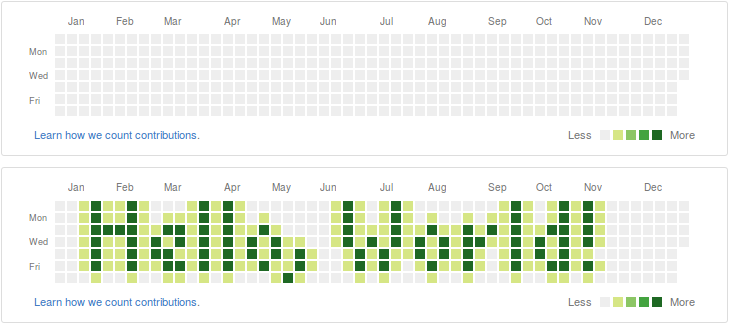 Jan Feb Mar Apr May Jun Jul Aug Sep Oct Nov Dec
Mon
Wed
Fri
Learn how we count contributions. Less More
Jan Feb Mar Apr May Jun Jul Aug Sep Oct Nov Dec
Hello, World!
Mon
Wed
Fri
Learn how we count contributions. Less More